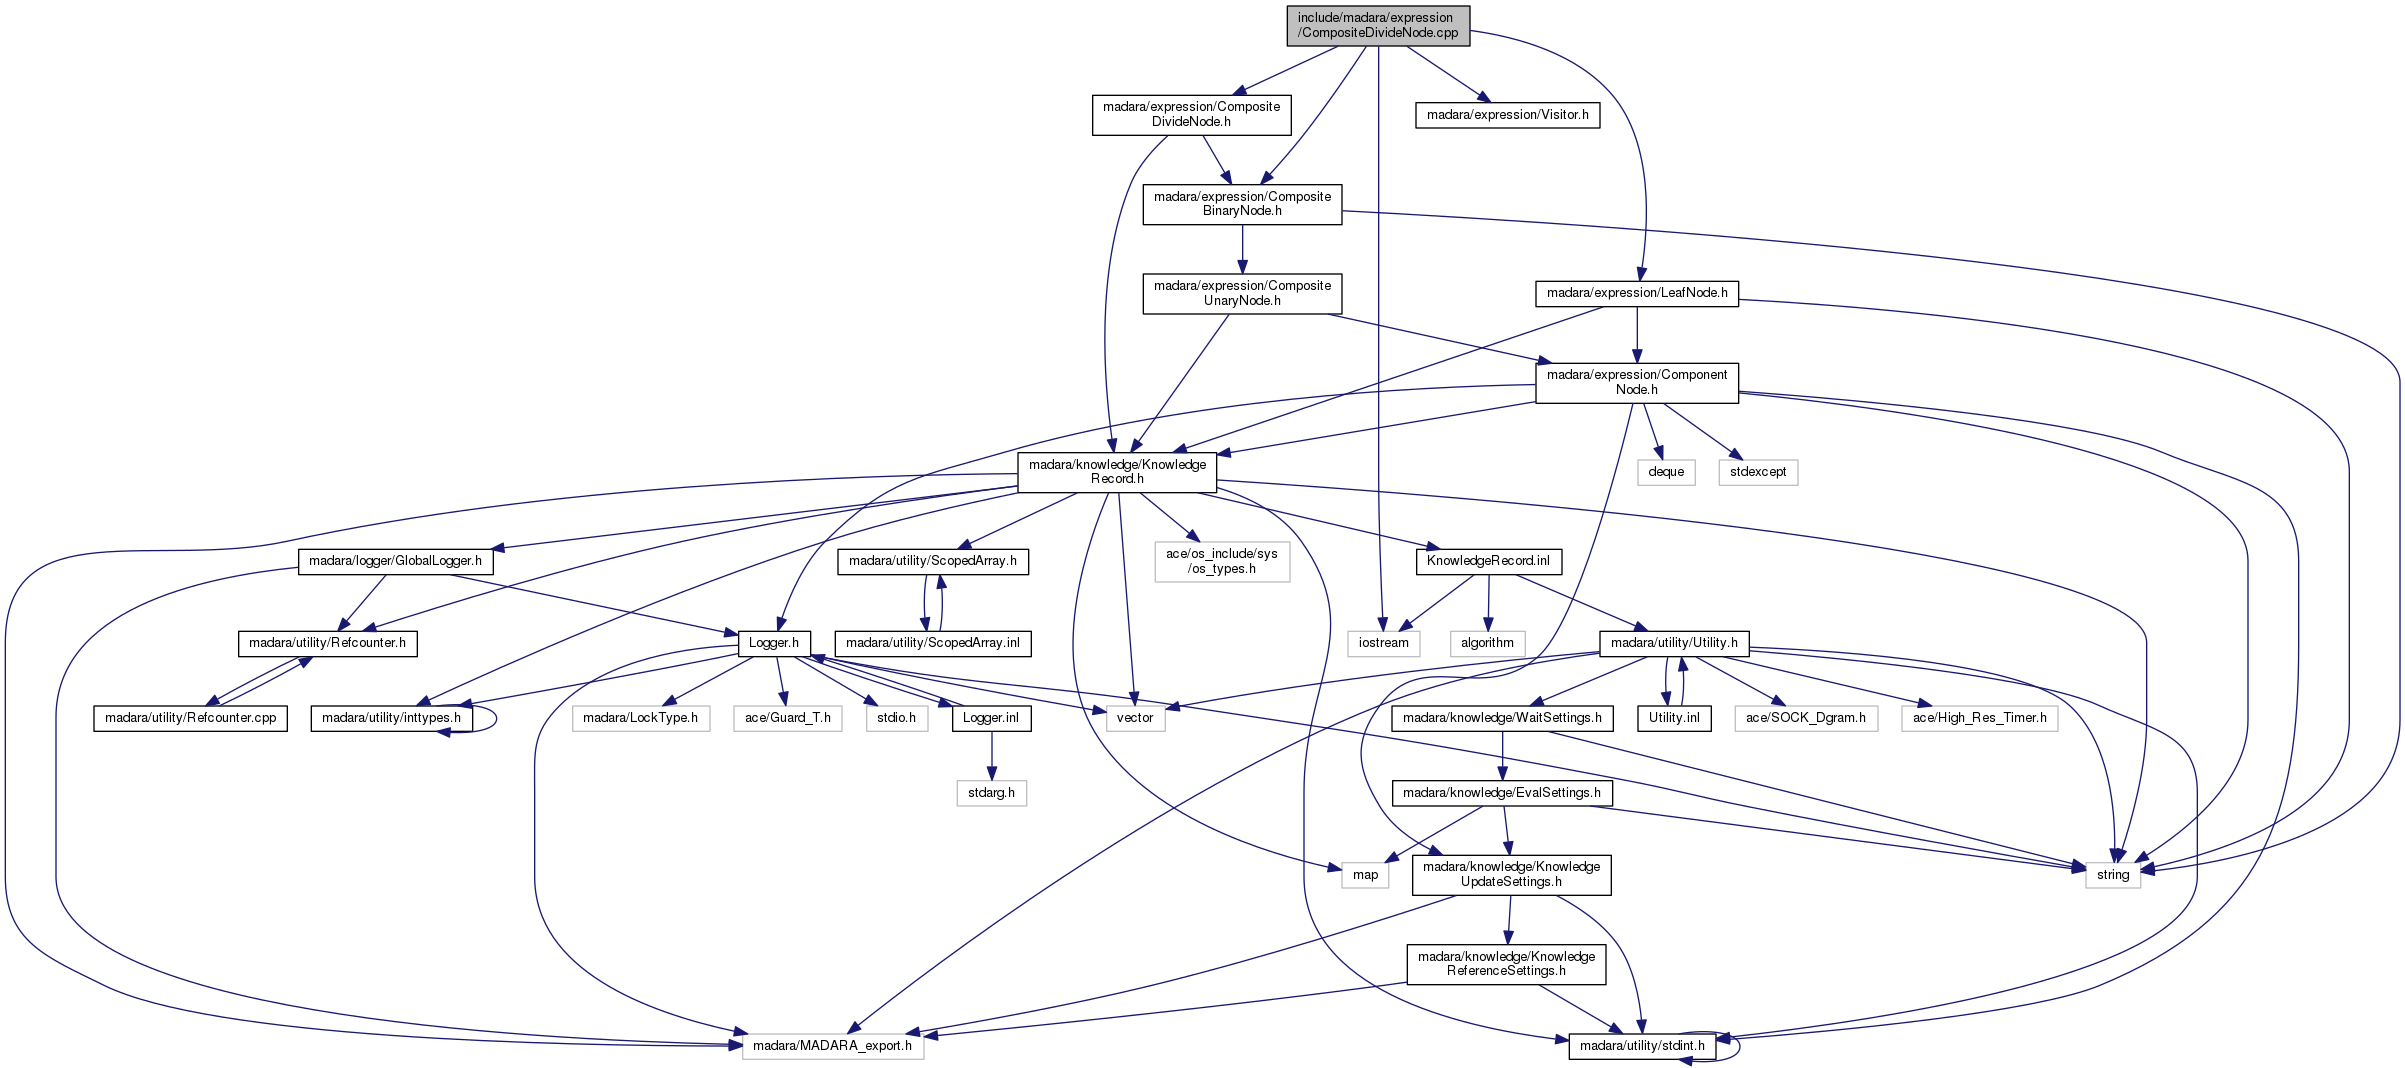 include/madara/expression
/CompositeDivideNode.cpp
madara/expression/Composite
DivideNode.h
madara/expression/Visitor.h
madara/expression/Composite
BinaryNode.h
madara/expression/Composite
UnaryNode.h
madara/expression/LeafNode.h
madara/expression/Component
Node.h
madara/knowledge/Knowledge
Record.h
deque
stdexcept
madara/logger/GlobalLogger.h
madara/utility/ScopedArray.h
ace/os_include/sys
/os_types.h
KnowledgeRecord.inl
madara/utility/Refcounter.h
Logger.h
madara/utility/ScopedArray.inl
iostream
algorithm
madara/utility/Utility.h
madara/utility/Refcounter.cpp
madara/utility/inttypes.h
madara/LockType.h
ace/Guard_T.h
stdio.h
Logger.inl
vector
madara/knowledge/WaitSettings.h
Utility.inl
ace/SOCK_Dgram.h
ace/High_Res_Timer.h
stdarg.h
madara/knowledge/EvalSettings.h
map
madara/knowledge/Knowledge
UpdateSettings.h
string
madara/knowledge/Knowledge
ReferenceSettings.h
madara/MADARA_export.h
madara/utility/stdint.h